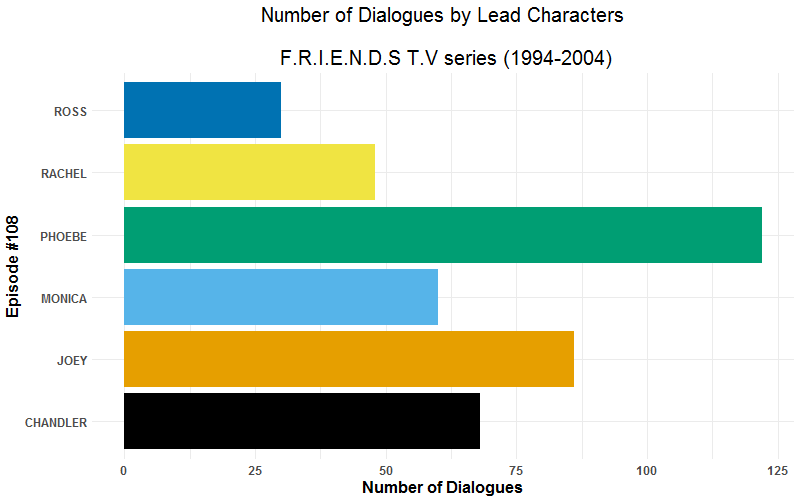 Number of Dialogues by Lead Characters
F.R.I.E.N.D.S T.V series (1994-2004)
ROSS
RACHEL
PHOEBE
MONICA
JOEY
CHANDLER
Episode #108
0 25 50 75 100 125
Number of Dialogues